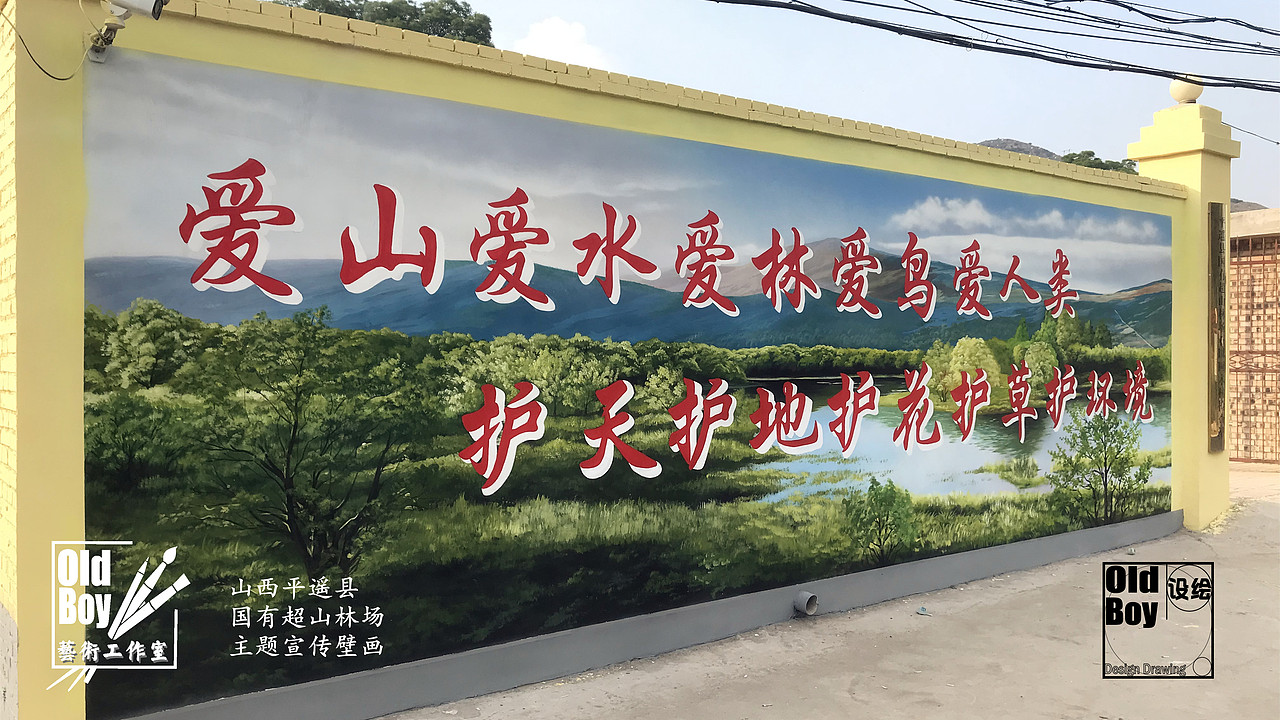 爱山爱水爱林爱鸟爱人类
护天护地护花护草护环境
Old
Boy
藝術工作室
山西平遥县
国有超山林场
主题宣传壁画
Old
Boy
设绘
Design Drawing